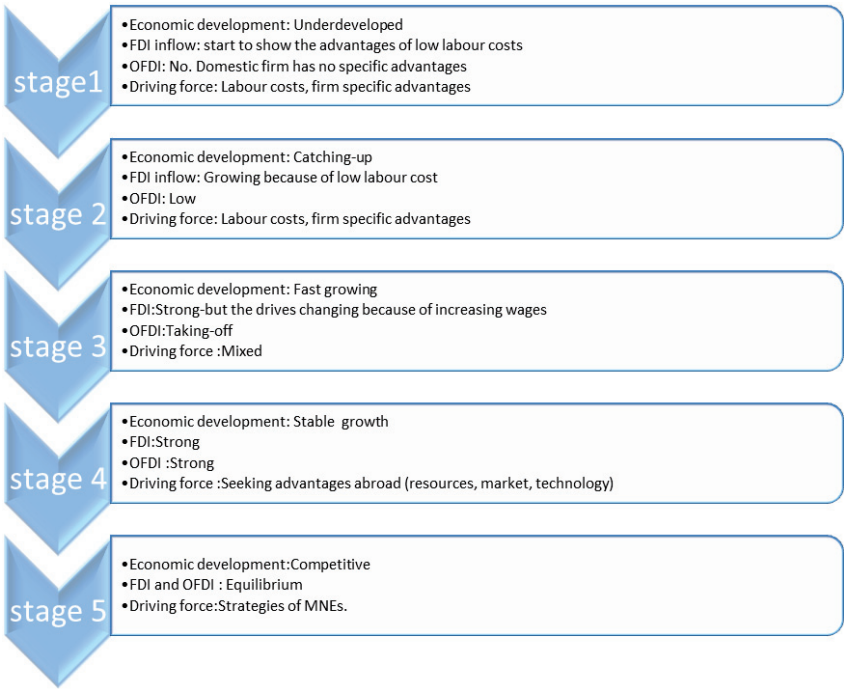 stage1
•Economic development: Underdeveloped
•FDI inflow: start to show the advantages of low labour costs
•OFDI: No. Domestic firm has no specific advantages
•Driving force: Labour costs, firm specific advantages
stage 2
•Economic development: Catching-up
•FDI inflow: Growing because of low labour cost
•OFDI: Low
•Driving force: Labour costs, firm specific advantages
stage 3
•Economic development: Fast growing
•FDI:Strong-but the drives changing because of increasing wages
•OFDI:Taking-off
•Driving force :Mixed
stage 4
•Economic development: Stable growth
•FDI:Strong
•OFDI :Strong
•Driving force :Seeking advantages abroad (resources, market, technology)
stage 5
•Economic development:Competitive
•FDI and OFDI : Equilibrium
•Driving force:Strategies of MNEs.